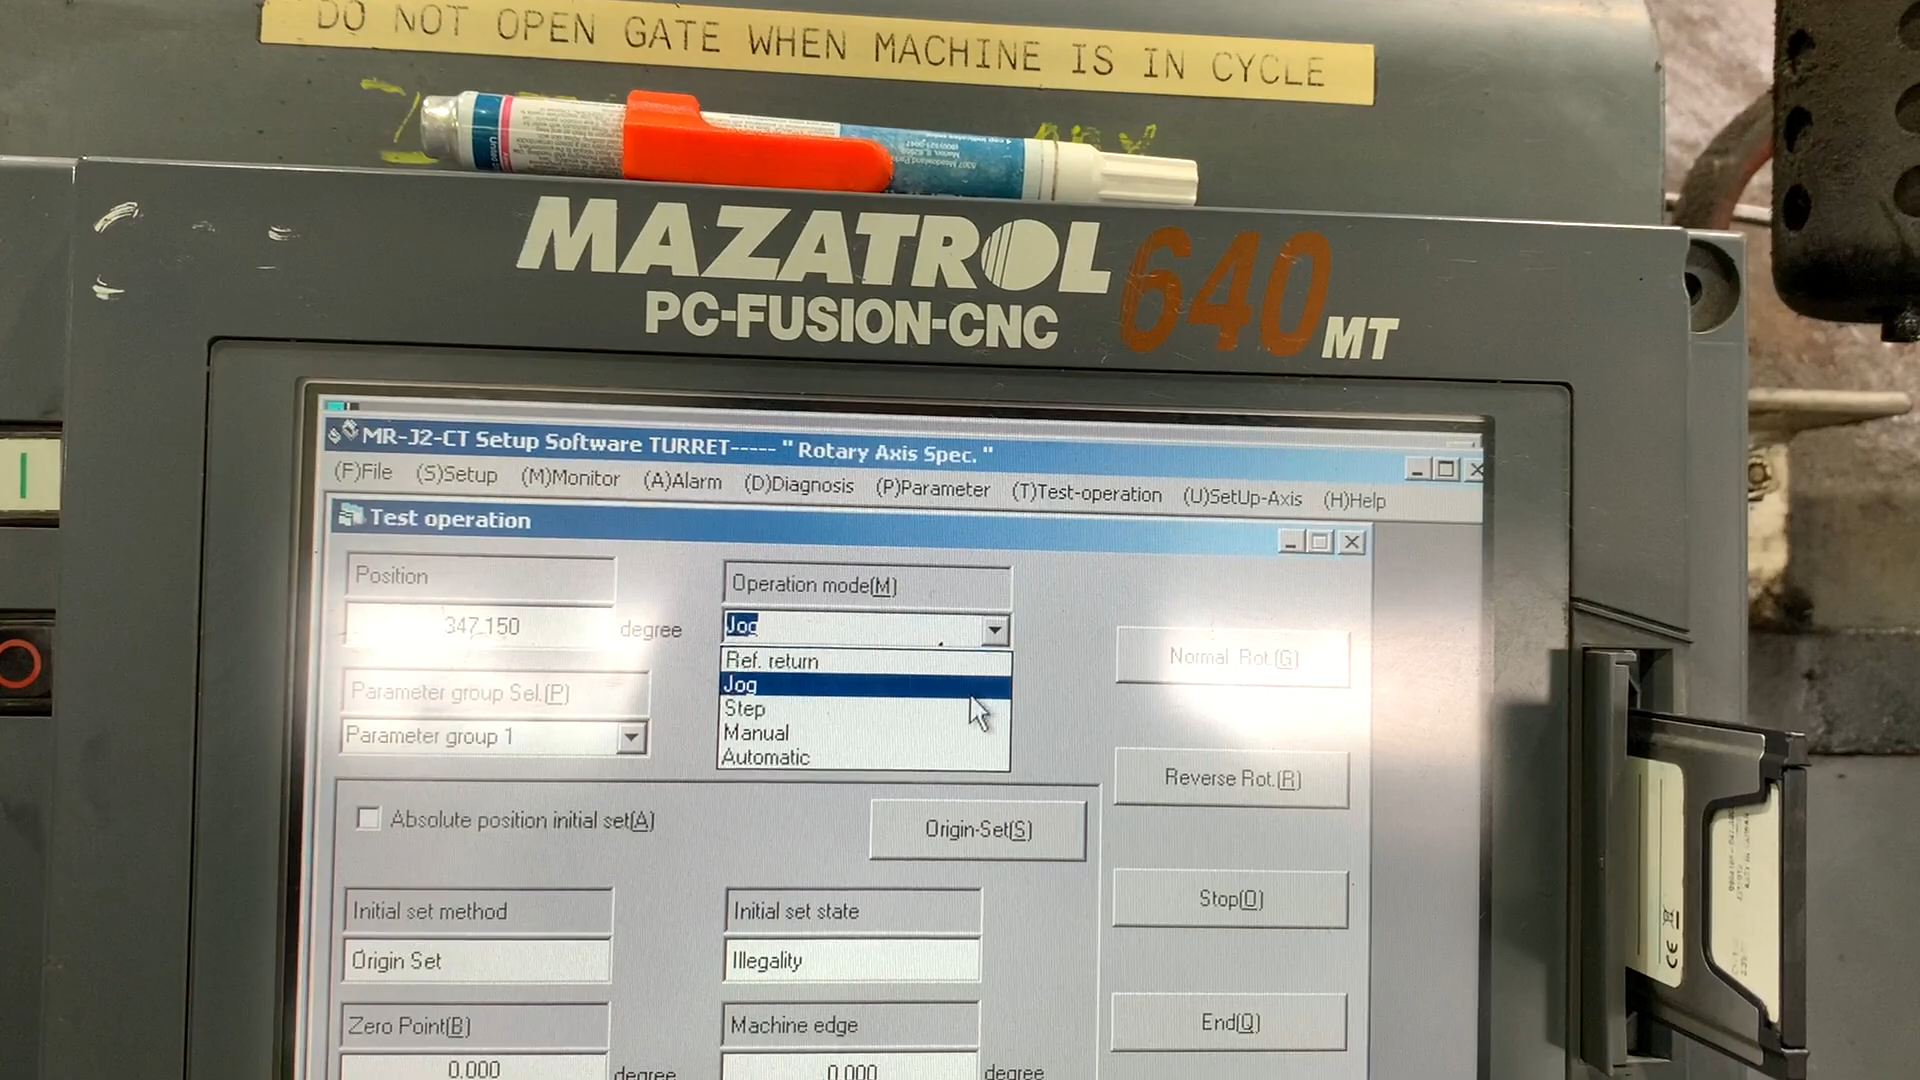 DO NOT OPEN GATE WHEN MACHINE IS IN CYCLE
MAZATROL 640 MT
PC-FUSION-CNC
MR-J2-CT Setup Software TURRET----- " Rotary Axis Spec. "
(F)File (S)Setup (M)Monitor (A)Alarm (D)Diagnosis (P)Parameter (T)Test-operation (U)SetUp-Axis (H)Help
Test operation
Position
347.150 degree
Operation mode(M)
Jog
Ref. return
Jog
Step
Manual
Automatic
Normal Rot.(G)
Parameter group Sel.(P)
Parameter group 1
Reverse Rot.(R)
Absolute position initial set(A)
Origin-Set(S)
Stop(O)
Initial set method
Origin Set
Initial set state
Illegality
End(Q)
Zero Point(B)
0.000 degree
Machine edge
0.000 degree
CE